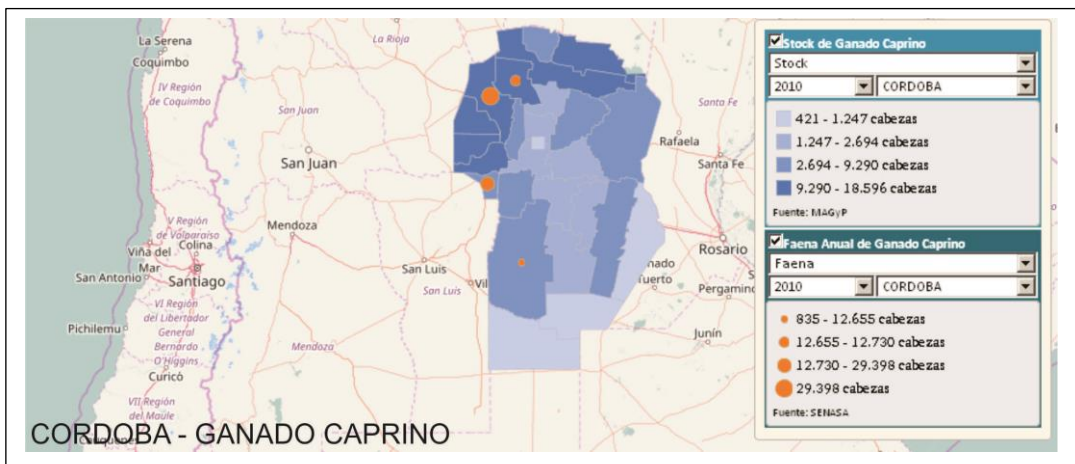 La Serena
Coquimbo
IV Región
de Coquimbo
La Rioja
San Juan
San Juan
Santa Fe
Rafaela
Santa Fe
V Región
de Valparaíso
Viña del
Mar
Colina
San Antonio
Santiago
Mendoza
San Luis
San Luis
Vil
nado
uerto
Rosario
Pergamino
Junín
VI Región
del Libertador
General
Bernardo
O'Higgins
Pichilemu
Mendoza
Curicó
VII Región
del Maule
Cauquenes
CORDOBA - GANADO CAPRINO
Stock de Ganado Caprino
Stock
2010 CORDOBA
421 - 1.247 cabezas
1.247 - 2.694 cabezas
2.694 - 9.290 cabezas
9.290 - 18.596 cabezas
Fuente: MAGyP
Faena Anual de Ganado Caprino
Faena
2010 CORDOBA
835 - 12.655 cabezas
12.655 - 12.730 cabezas
12.730 - 29.398 cabezas
29.398 cabezas
Fuente: SENASA